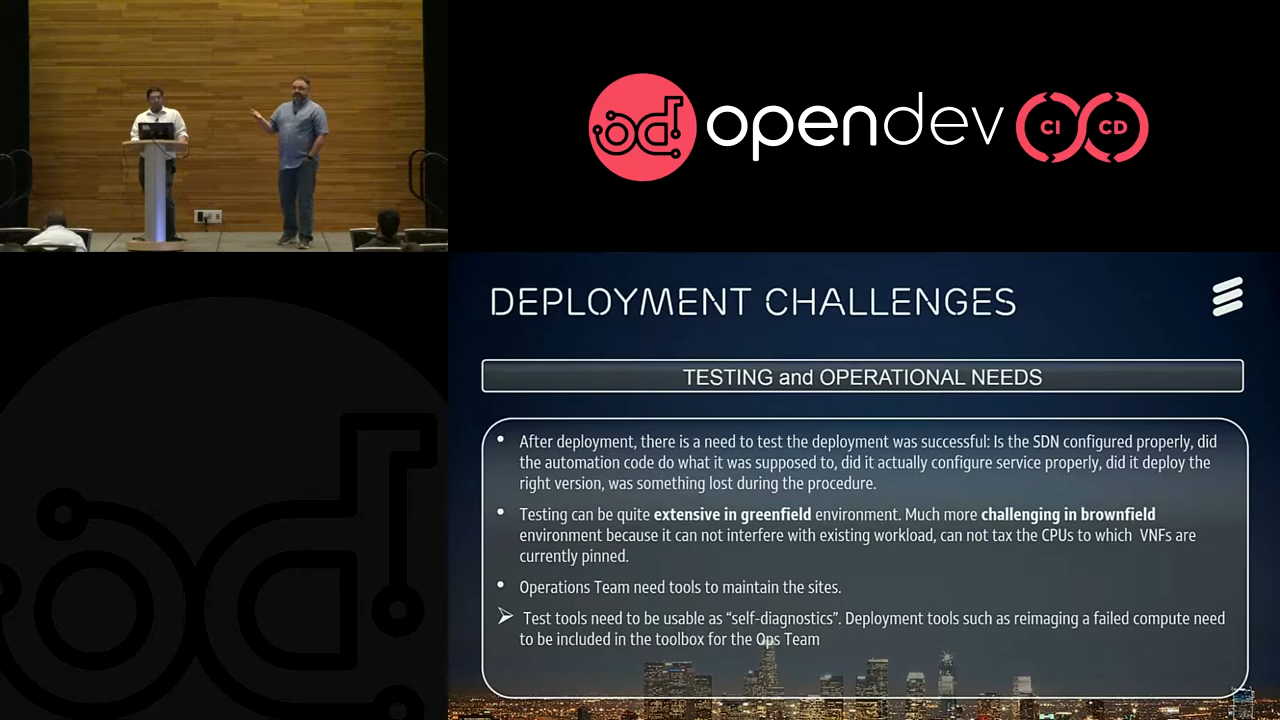 od opendev CI CD
DEPLOYMENT CHALLENGES
TESTING and OPERATIONAL NEEDS
• After deployment, there is a need to test the deployment was successful: Is the SDN configured properly, did
the automation code do what it was supposed to, did it actually configure service properly, did it deploy the
right version, was something lost during the procedure.
• Testing can be quite extensive in greenfield environment. Much more challenging in brownfield
environment because it can not interfere with existing workload, can not tax the CPUs to which VNFs are
currently pinned.
• Operations Team need tools to maintain the sites.
➢ Test tools need to be usable as “self-diagnostics”. Deployment tools such as reimaging a failed compute need
to be included in the toolbox for the Ops Team